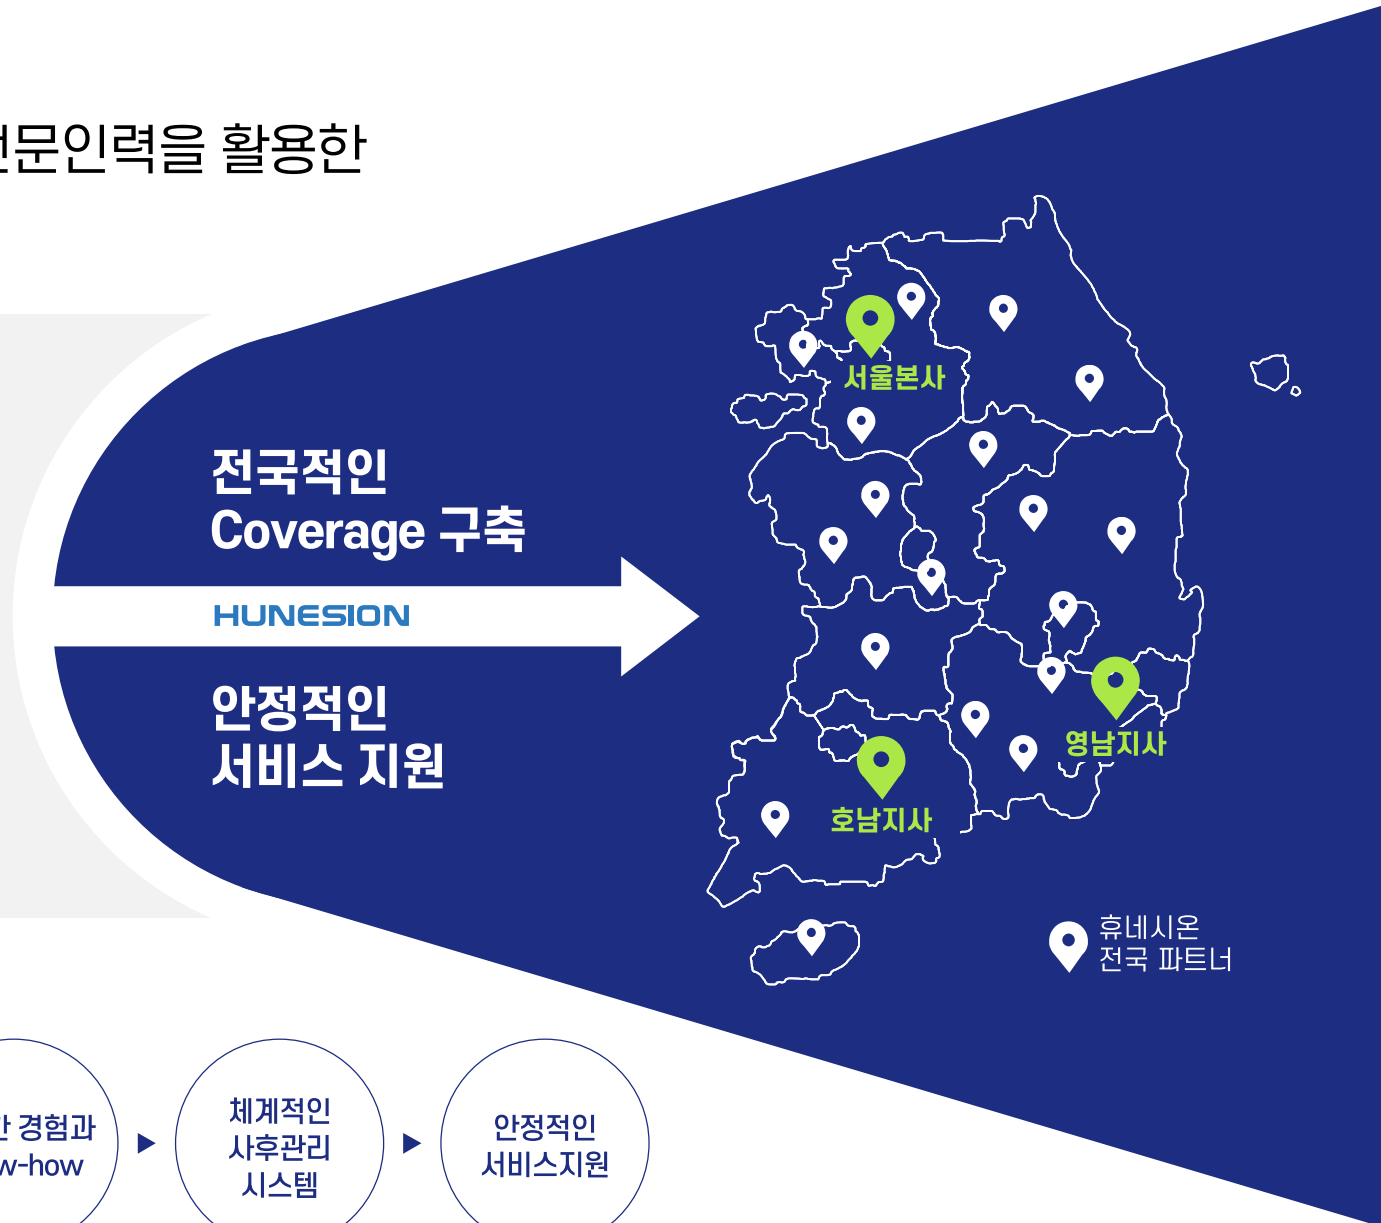 전문인력을 활용한
전국적인
Coverage 구축
HUNESION
안정적인
서비스 지원
서울본사
영남지사
호남지사
휴네시온
전국 파트너
경험과
체계적인
사후관리
시스템
안정적인
서비스지원